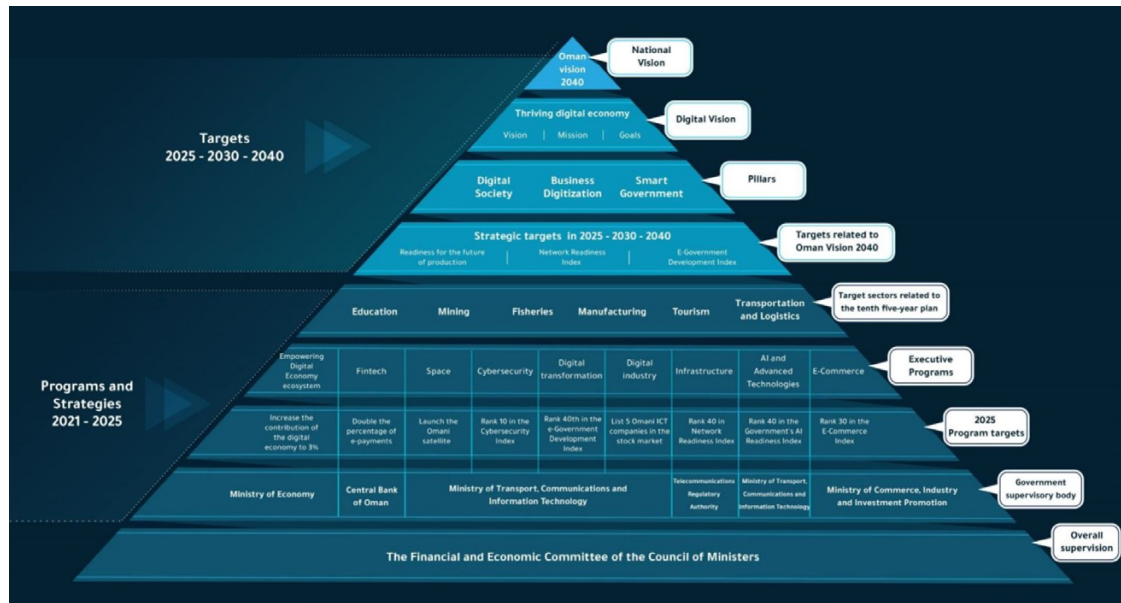 Oman
vision
2040
National
Vision
Thriving digital economy
Vision | Mission | Goals
Digital Vision
Targets
2025 - 2030 - 2040
Digital
Society
Business
Digitization
Smart
Government
Pillars
Strategic targets in 2025 - 2030 - 2040
Readiness for the future
of production
Network Readiness
Index
E-Government
Development Index
Targets related to
Oman Vision 2040
Education
Mining
Fisheries
Manufacturing
Tourism
Transportation
and Logistics
Target sectors related to
the tenth five-year plan
Programs and
Strategies
2021 - 2025
Empowering
Digital
Economy
ecosystem
Fintech
Space
Cybersecurity
Digital
transformation
Digital
industry
Infrastructure
AI and
Advanced
Technologies
E-Commerce
Executive
Programs
Increase the
contribution of
the digital
economy to 3%
Double the
percentage of
e-payments
Launch the
Omani
satellite
Rank 10 in the
Cybersecurity
Index
Rank 40th in the
e-Government
Development
Index
List 5 Omani ICT
companies in the
stock market
Rank 40 in
Network
Readiness Index
Rank 40 in the
Government's AI
Readiness Index
Rank 30 in the
E-Commerce
Index
2025
Program targets
Ministry of Economy
Central Bank
of Oman
Ministry of Transport, Communications and
Information Technology
Telecommunications
Regulatory
Authority
Ministry of Transport,
Communications and
Information Technology
Ministry of Commerce, Industry
and Investment Promotion
Government
supervisory body
The Financial and Economic Committee of the Council of Ministers
Overall
supervision